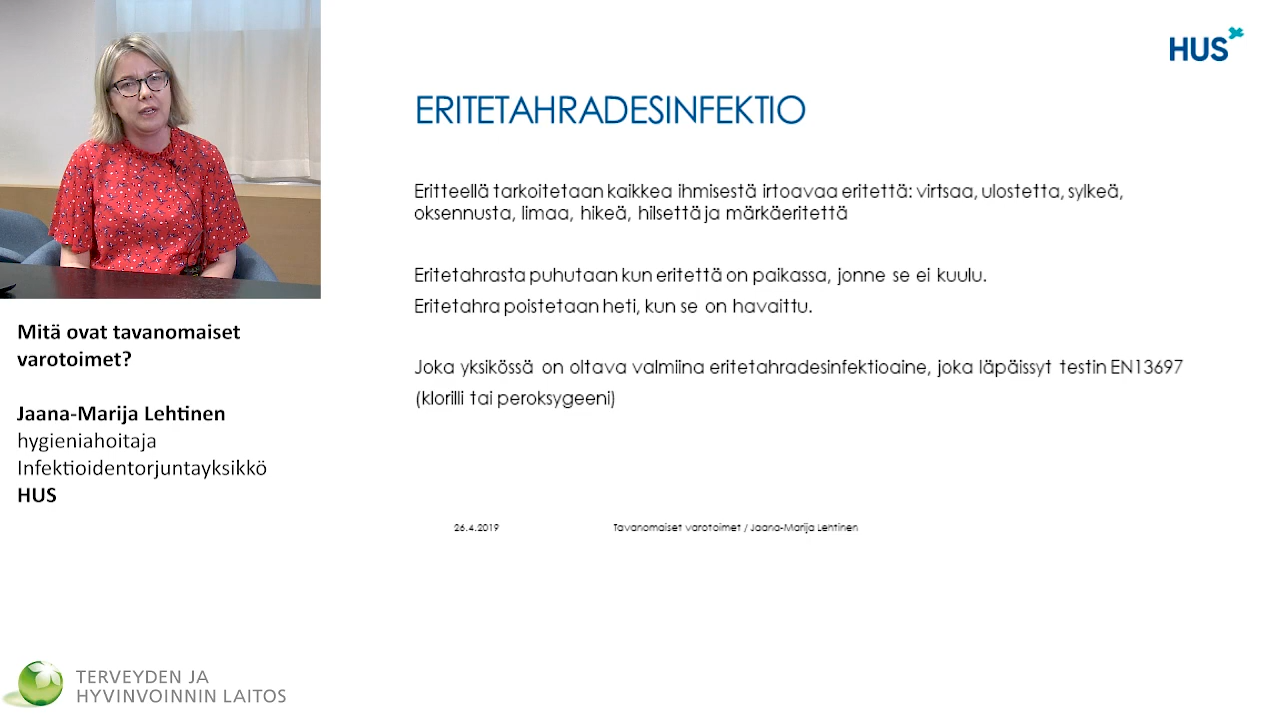 HUS
ERITETAHRADESINFEKTIO
Eritteellä tarkoitetaan kaikkea ihmisestä irtoavaa eritettä: virtsaa, ulostetta, sylkeä,
oksennusta, limaa, hikeä, hilsettä ja märkäeritettä
Eritetahrasta puhutaan kun eritettä on paikassa, jonne se ei kuulu.
Eritetahra poistetaan heti, kun se on havaittu.
Joka yksikössä on oltava valmiina eritetahradesinfektioaine, joka läpäissyt testin EN13697
(klorilli tai peroksygeeni)
26.4.2019 Tavanomaiset varotoimet / Jaana-Marija Lehtinen
Mitä ovat tavanomaiset
varotoimet?
Jaana-Marija Lehtinen
hygieniahoitaja
Infektioidentorjuntayksikkö
HUS
TERVEYDEN JA
HYVINVOINNIN LAITOS